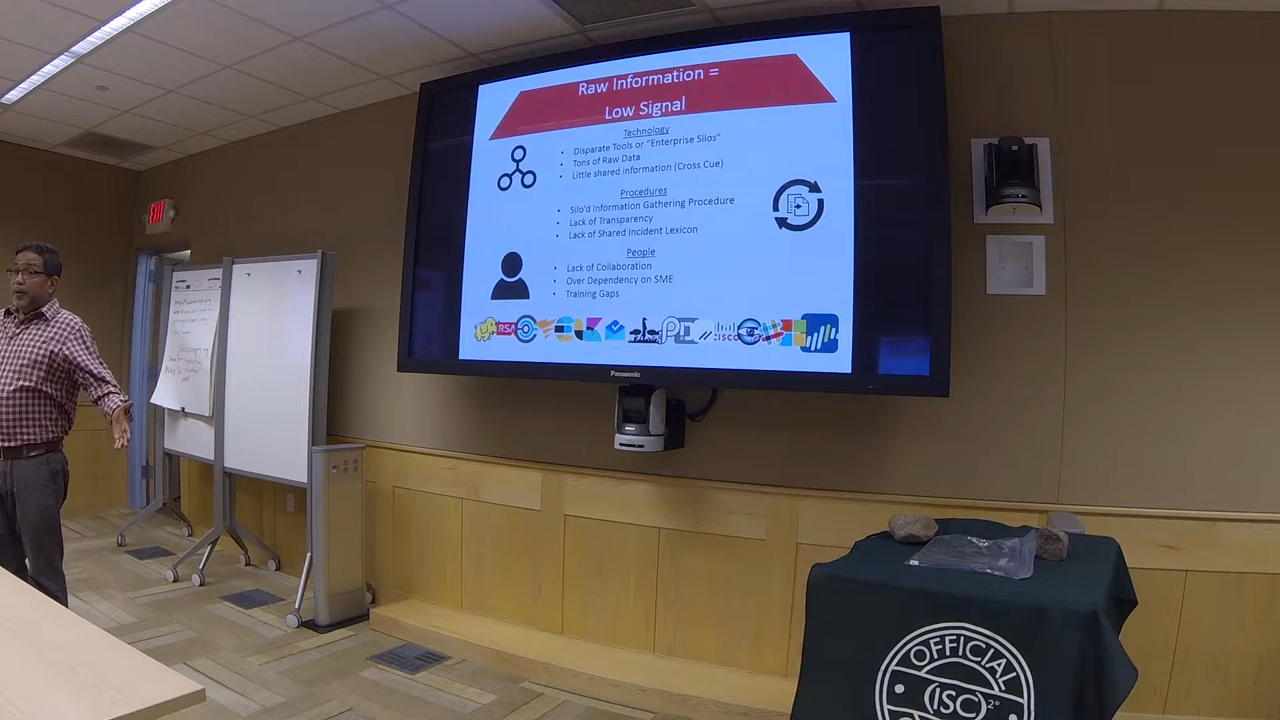 Raw Information =
Low Signal
Technology
• Disparate Tools or "Enterprise Silos"
• Tons of Raw Data
• Little shared information (Cross Cue)
Procedures
• Silo'd Information Gathering Procedure
• Lack of Transparency
• Lack of Shared Incident Lexicon
People
• Lack of Collaboration
• Over Dependency on SME
• Training Gaps
RSA
Panasonic
EXIT
OFFICIAL
(ISC)²®